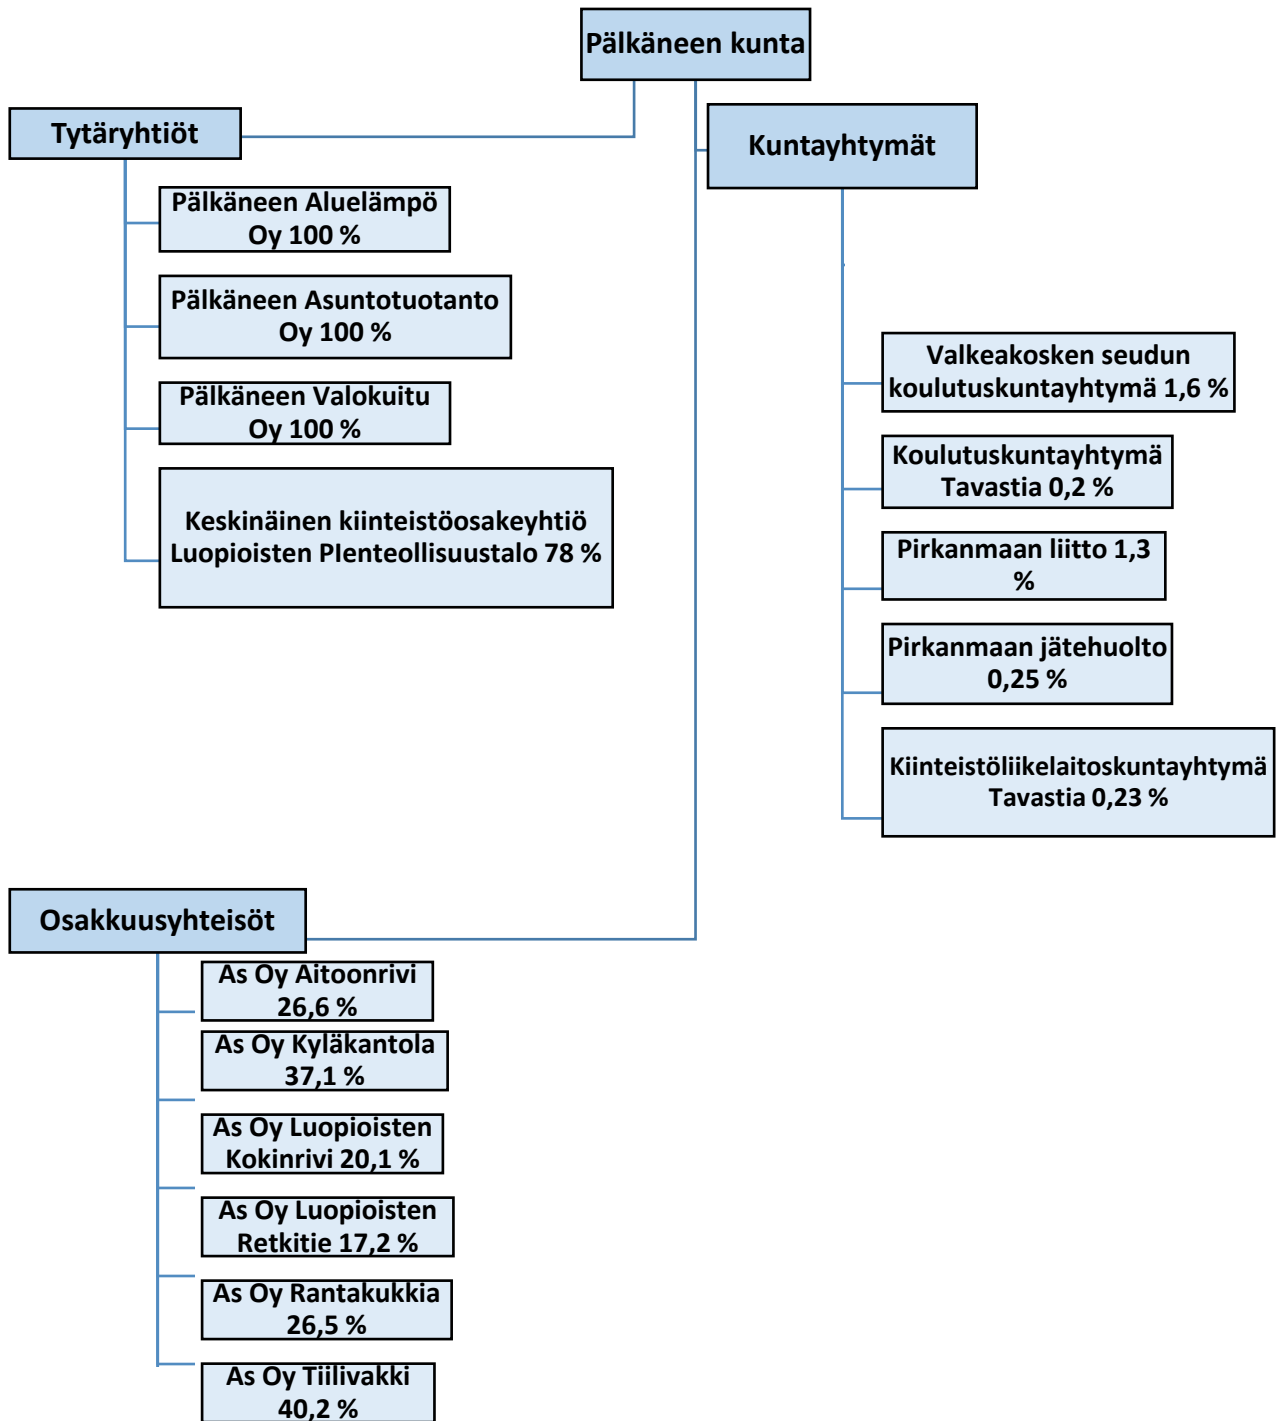 Pälkäneen kunta
Tytäryhtiöt
Pälkäneen Aluelämpö
Oy 100 %
Pälkäneen Asuntotuotanto
Oy 100 %
Pälkäneen Valokuitu
Oy 100 %
Keskinäinen kiinteistöosakeyhtiö
Luopioisten PIenteollisuustalo 78 %
Kuntayhtymät
Valkeakosken seudun
koulutuskuntayhtymä 1,6 %
Koulutuskuntayhtymä
Tavastia 0,2 %
Pirkanmaan liitto 1,3
%
Pirkanmaan jätehuolto
0,25 %
Kiinteistöliikelaitoskuntayhtymä
Tavastia 0,23 %
Osakkuusyhteisöt
As Oy Aitoonrivi
26,6 %
As Oy Kyläkantola
37,1 %
As Oy Luopioisten
Kokinrivi 20,1 %
As Oy Luopioisten
Retkitie 17,2 %
As Oy Rantakukkia
26,5 %
As Oy Tiilivakki
40,2 %